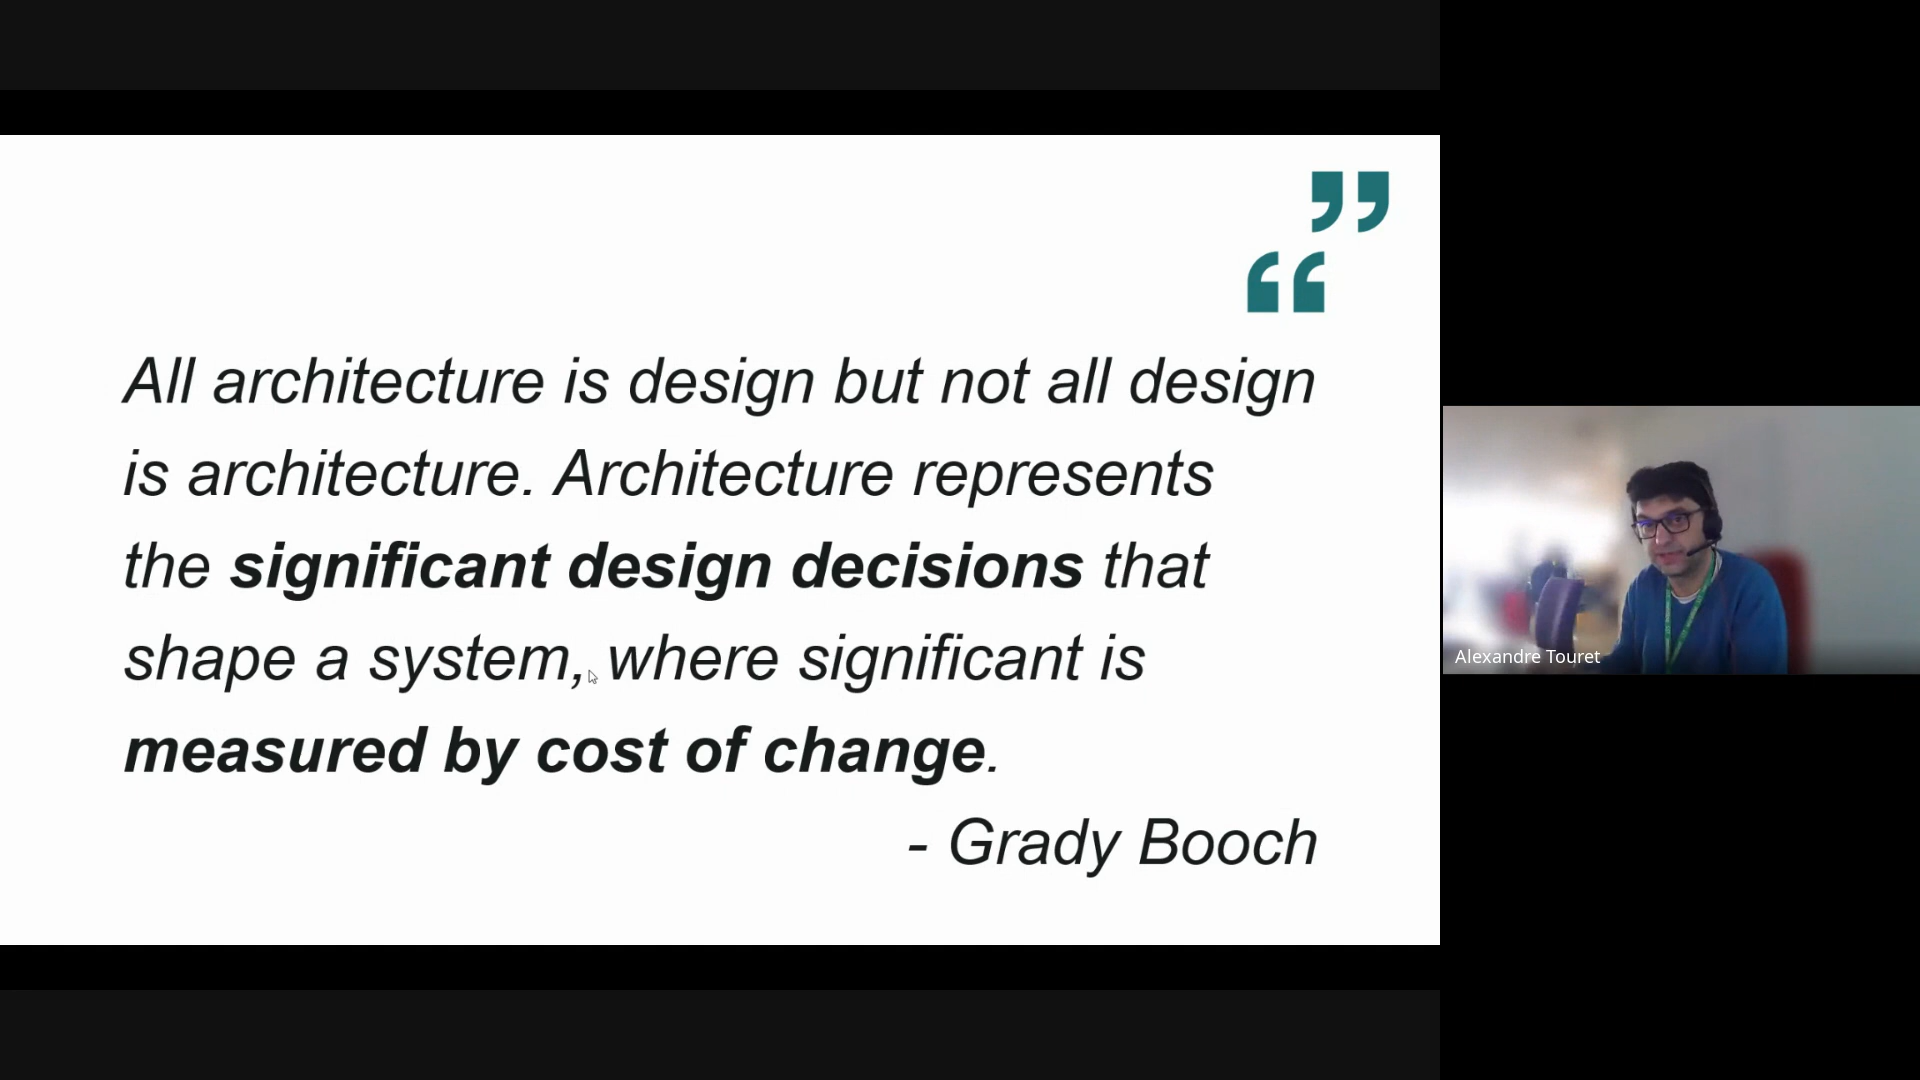 All architecture is design but not all design
is architecture. Architecture represents
the significant design decisions that
shape a system, where significant is
measured by cost of change.
- Grady Booch
Alexandre Touret